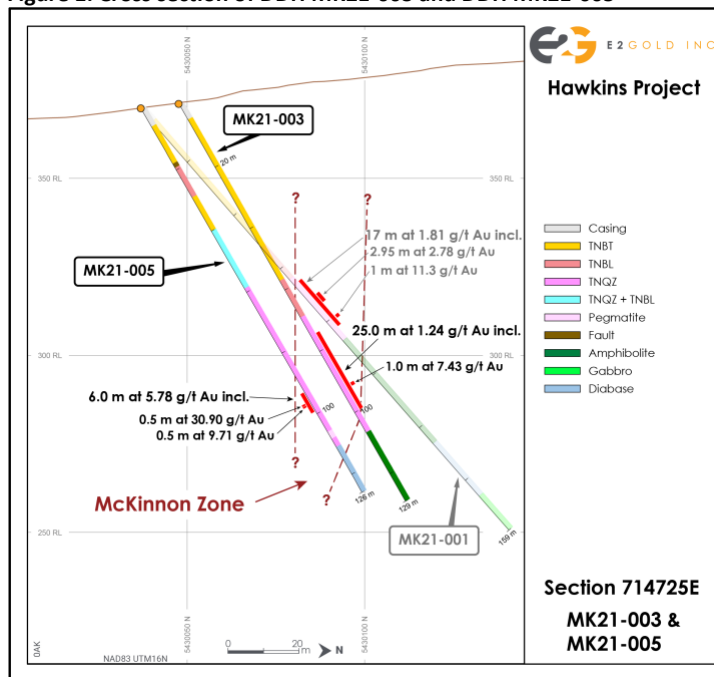 Figure 2: Cross section of DDH MK21-003 and DDH MK21-005
E2GOLD INC
Hawkins Project
5430050 N
5430100 N
MK21-003
20 m
350 RL
350 RL
?
?
17 m at 1.81 g/t Au incl.
2.95 m at 2.78 g/t Au
1 m at 11.3 g/t Au
MK21-005
25.0 m at 1.24 g/t Au incl.
300 RL
300 RL
1.0 m at 7.43 g/t Au
6.0 m at 5.78 g/t Au incl.
0.5 m at 30.90 g/t Au
0.5 m at 9.71 g/t Au
100
100
?
?
McKinnon Zone
126 m
129 m
MK21-001
159 m
250 RL
250 RL
Casing
TNBT
TNBL
TNQZ
TNQZ + TNBL
Pegmatite
Fault
Amphibolite
Gabbro
Diabase
Section 714725E
MK21-003 &
MK21-005
OAK
NAD83 UTM16N
5430050 N
0 20 m
N
5430100 N